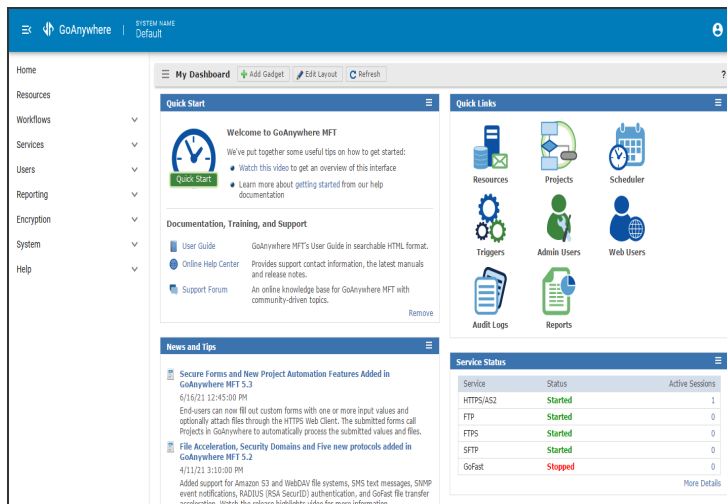 GoAnywhere
SYSTEM NAME
Default
Home
Resources
Workflows
Services
Users
Reporting
Encryption
System
Help
My Dashboard
Add Gadget
Edit Layout
Refresh
?
Quick Start
Quick Start
Welcome to GoAnywhere MFT
We've put together some useful tips on how to get started:
Watch this video to get an overview of this interface
Learn more about getting started from our help
documentation
Documentation, Training, and Support
User Guide GoAnywhere MFT's User Guide in searchable HTML format.
Online Help Center Provides support contact information, the latest manuals
and release notes.
Support Forum An online knowledge base for GoAnywhere MFT with
community-driven topics.
Remove
News and Tips
Secure Forms and New Project Automation Features Added in
GoAnywhere MFT 5.3
6/16/21 12:45:00 PM
End-users can now fill out custom forms with one or more input values and
optionally attach files through the HTTPS Web Client. The submitted forms call
Projects in GoAnywhere to automatically process the submitted values and files.
File Acceleration, Security Domains and Five new protocols added in
GoAnywhere MFT 5.2
4/11/21 3:10:00 PM
Added support for Amazon S3 and WebDAV file systems, SMS text messages, SNMP
event notifications, RADIUS (RSA SecurID) authentication, and GoFast file transfer
acceleration. Watch the release highlights video for more information.
Quick Links
Resources Projects Scheduler
Triggers Admin Users Web Users
Audit Logs Reports
Service Status
Service Status Active Sessions
HTTPS/AS2 Started 1
FTP Started 0
FTPS Started 0
SFTP Started 0
GoFast Stopped 0
More Details